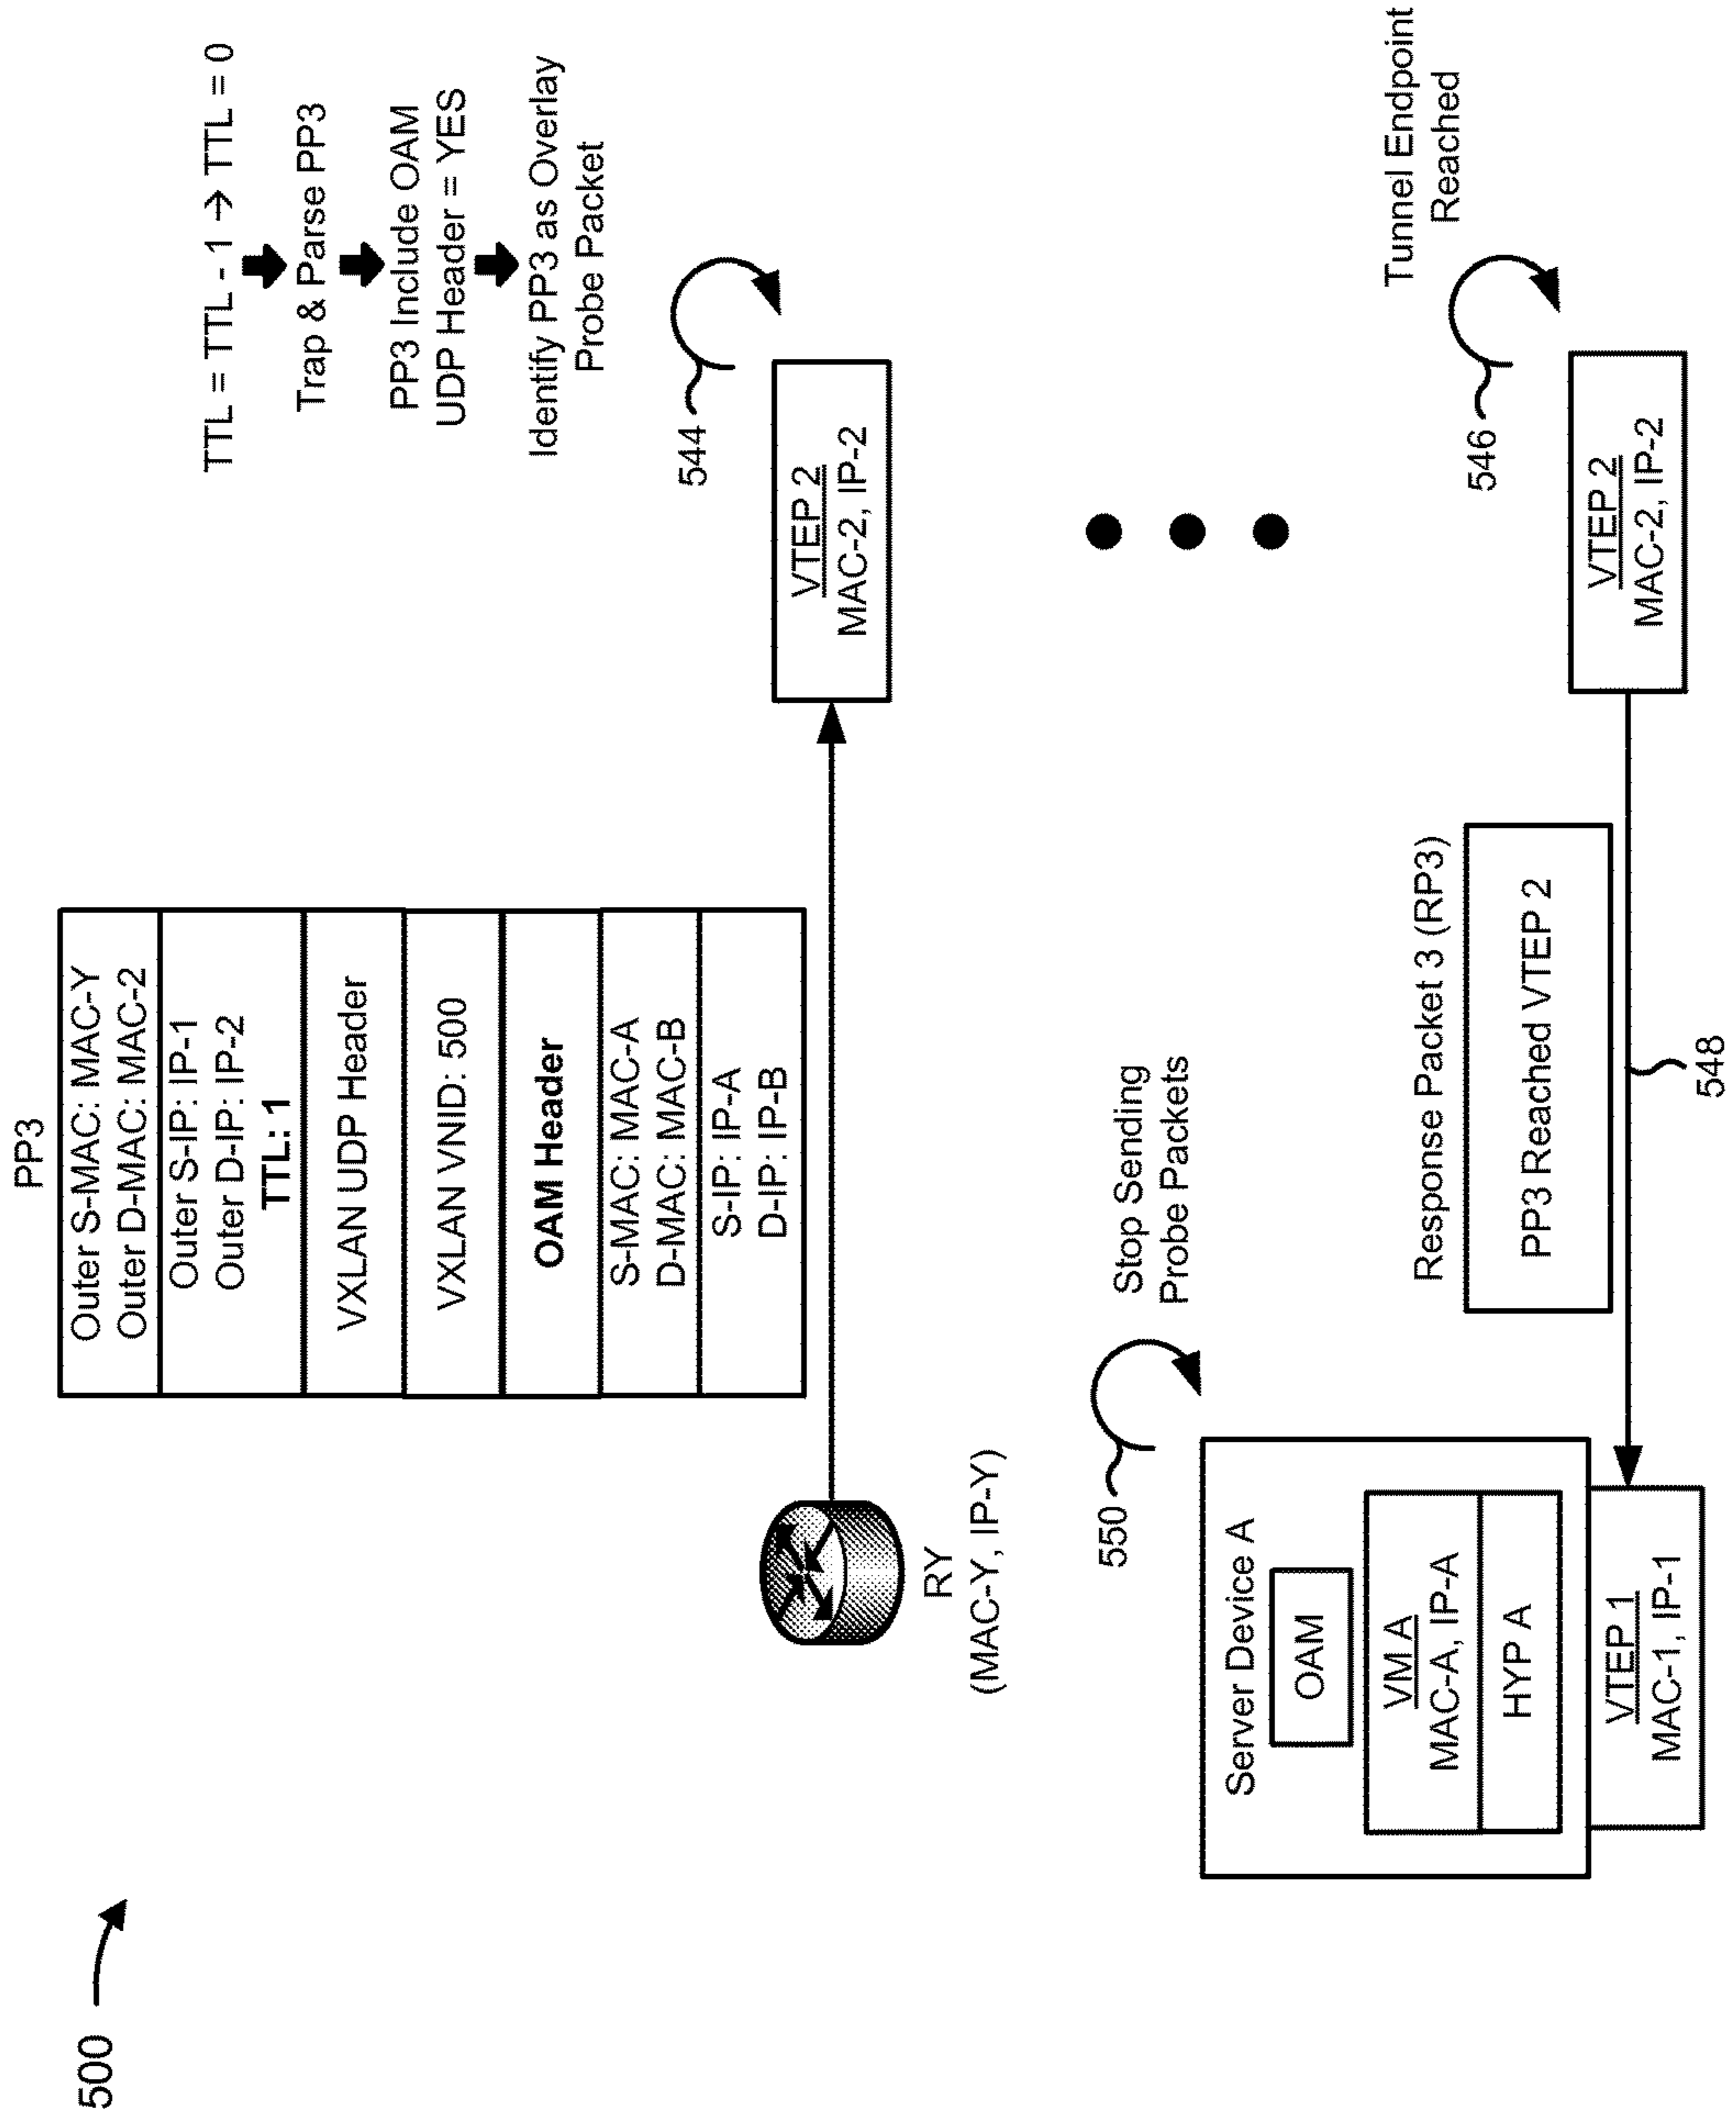 500
PP3
Outer S-MAC: MAC-Y
Outer D-MAC: MAC-2
Outer S-IP: IP-1
Outer D-IP: IP-2
TTL: 1
VXLAN UDP Header
VXLAN VNID: 500
OAM Header
S-MAC: MAC-A
D-MAC: MAC-B
S-IP: IP-A
D-IP: IP-B
TTL = TTL - 1 → TTL = 0
Trap & Parse PP3
PP3 Include OAM
UDP Header = YES
Identify PP3 as Overlay
Probe Packet
544
RY
(MAC-Y, IP-Y)
VTEP 2
MAC-2, IP-2
550
Stop Sending
Probe Packets
Server Device A
OAM
VM A
MAC-A, IP-A
HYP A
VTEP 1
MAC-1, IP-1
Response Packet 3 (RP3)
PP3 Reached VTEP 2
548
Tunnel Endpoint
Reached
546
VTEP 2
MAC-2, IP-2